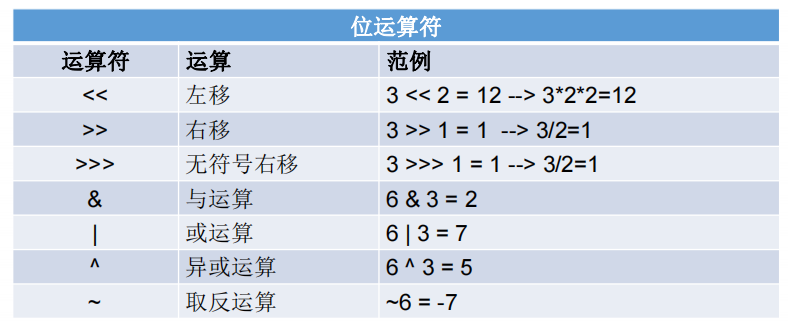 位运算符
运算符 运算 范例
<< 左移 3 << 2 = 12 --> 3*2*2=12
>> 右移 3 >> 1 = 1 --> 3/2=1
>>> 无符号右移 3 >>> 1 = 1 --> 3/2=1
& 与运算 6 & 3 = 2
| 或运算 6 | 3 = 7
^ 异或运算 6 ^ 3 = 5
~ 取反运算 ~6 = -7